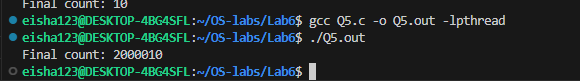 Final count: 10
eisha123@DESKTOP-4BG4SFL:~/OS-labs/Lab6$ gcc Q5.c -o Q5.out -lpthread
eisha123@DESKTOP-4BG4SFL:~/OS-labs/Lab6$ ./Q5.out
Final count: 2000010
eisha123@DESKTOP-4BG4SFL:~/OS-labs/Lab6$